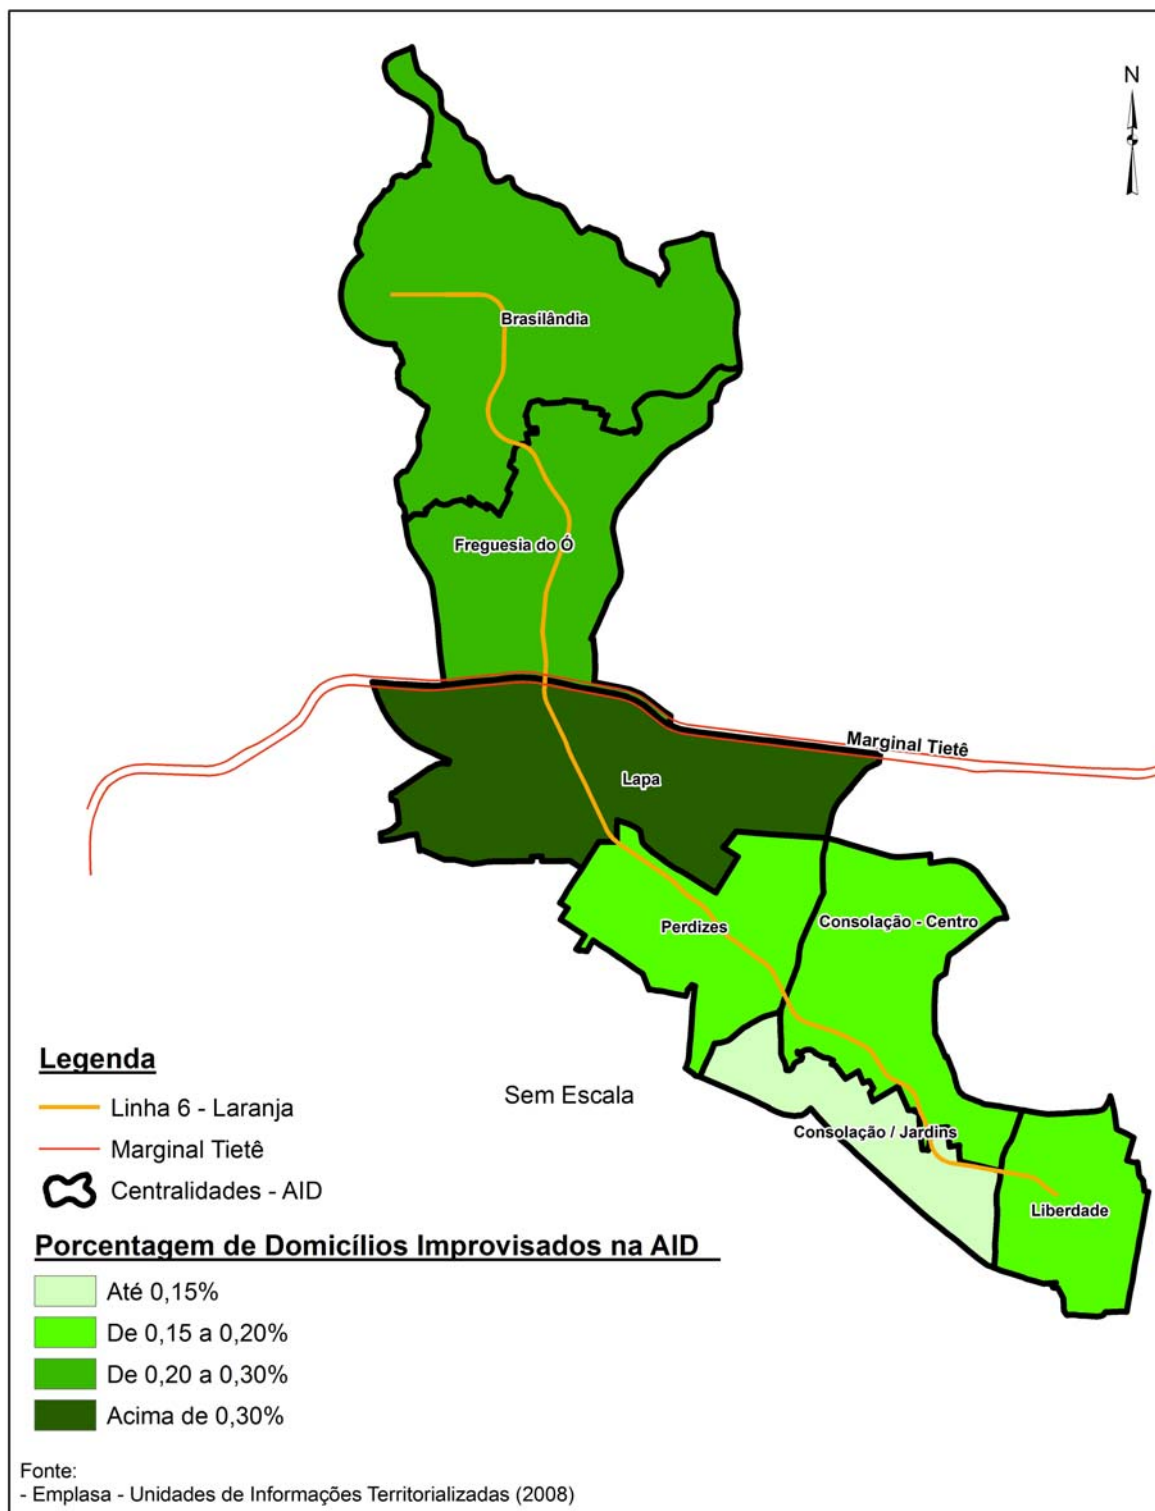 N
Brasilândia
Freguesia do Ó
Marginal Tietê
Lapa
Perdizes
Consolação - Centro
Consolação / Jardins
Liberdade
Sem Escala
Legenda
Linha 6 - Laranja
Marginal Tietê
Centralidades - AID
Porcentagem de Domicílios Improvisados na AID
Até 0,15%
De 0,15 a 0,20%
De 0,20 a 0,30%
Acima de 0,30%
Fonte:
- Emplasa - Unidades de Informações Territorializadas (2008)